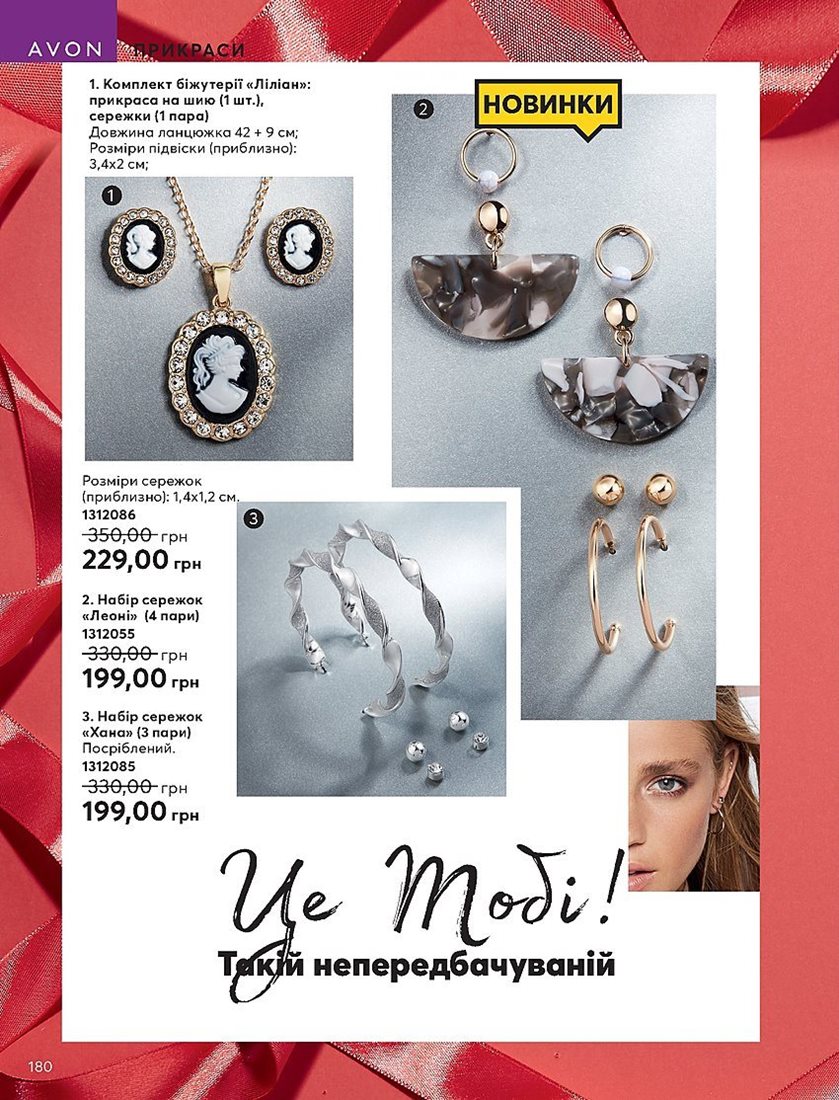 AVON ПРИКРАСИ
1. Комплект біжутерії «Ліліан»:
прикраса на шию (1 шт.),
сережки (1 пара)
Довжина ланцюжка 42 + 9 см;
Розміри підвіски (приблизно):
3,4х2 см;
1
Розміри сережок
(приблизно): 1,4х1,2 см.
1312086
350,00 грн
229,00 грн
2. Набір сережок
«Леоні» (4 пари)
1312055
330,00 грн
199,00 грн
3. Набір сережок
«Хана» (3 пари)
Посріблений.
1312085
330,00 грн
199,00 грн
2
НОВИНКИ
3
Це Тобі!
Такій непередбачуваній
180